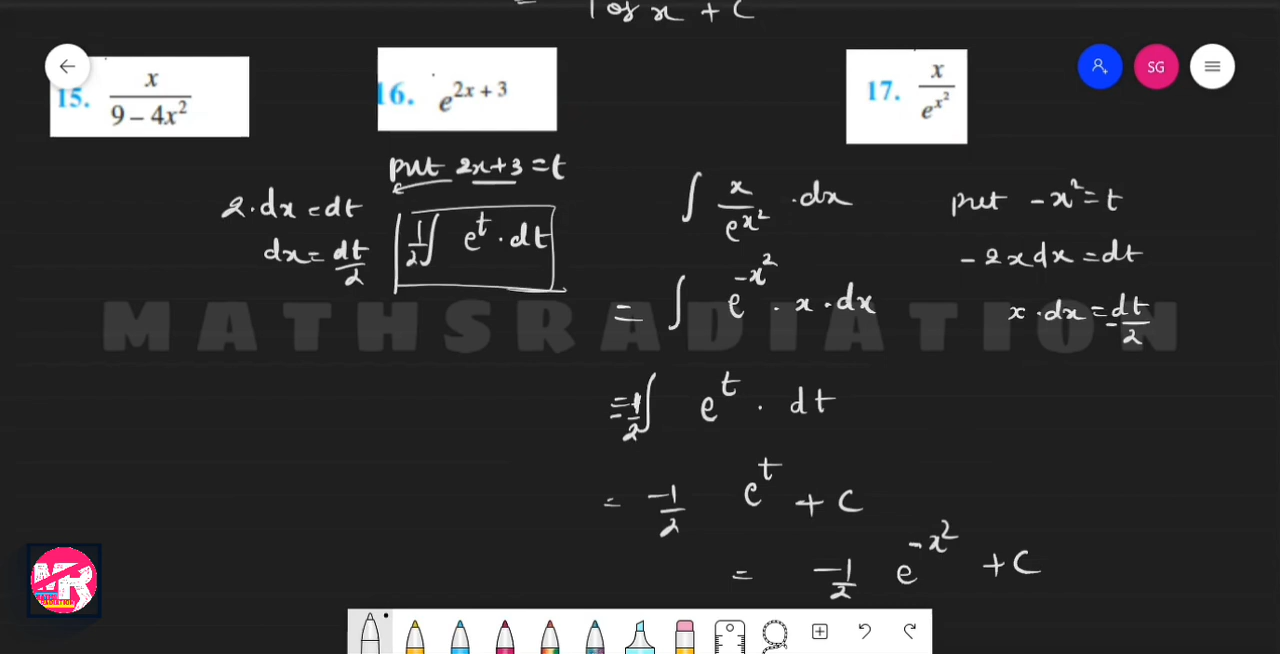 log x + c
15. x / (9 – 4x²)
16. e^(2x + 3)
17. x / e^(x²)
SG
put 2x+3 = t
2·dx = dt
dx = dt/2
1/2 ∫ e^t · dt
∫ x/e^(x²) · dx
put -x² = t
= ∫ e^(-x²) · x · dx
-2x dx = dt
x · dx = -dt/2
MATHSRADIATION
= -1/2 ∫ e^t · dt
= -1/2 e^t + c
= -1/2 e^(-x²) + c